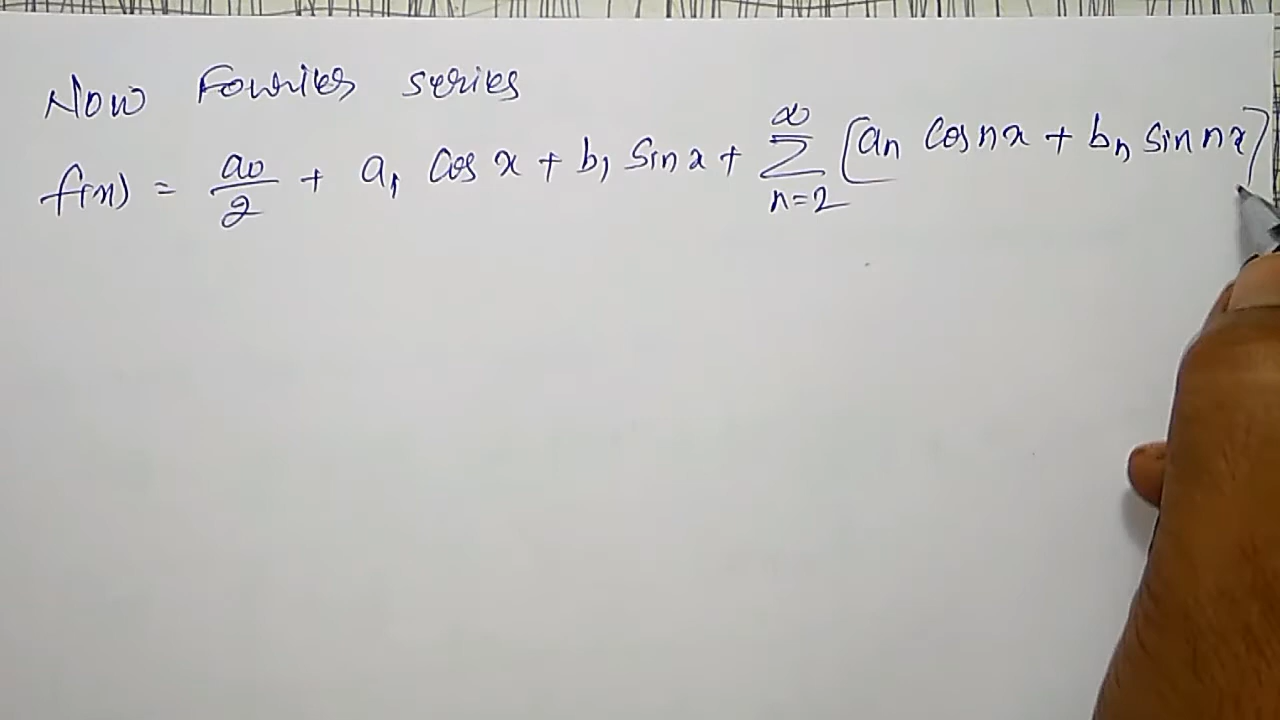 Now Fourier series
f(x) = a0/2 + a1 cos x + b1 sin x + ∞∑n=2 [an cos nx + bn sin nx]